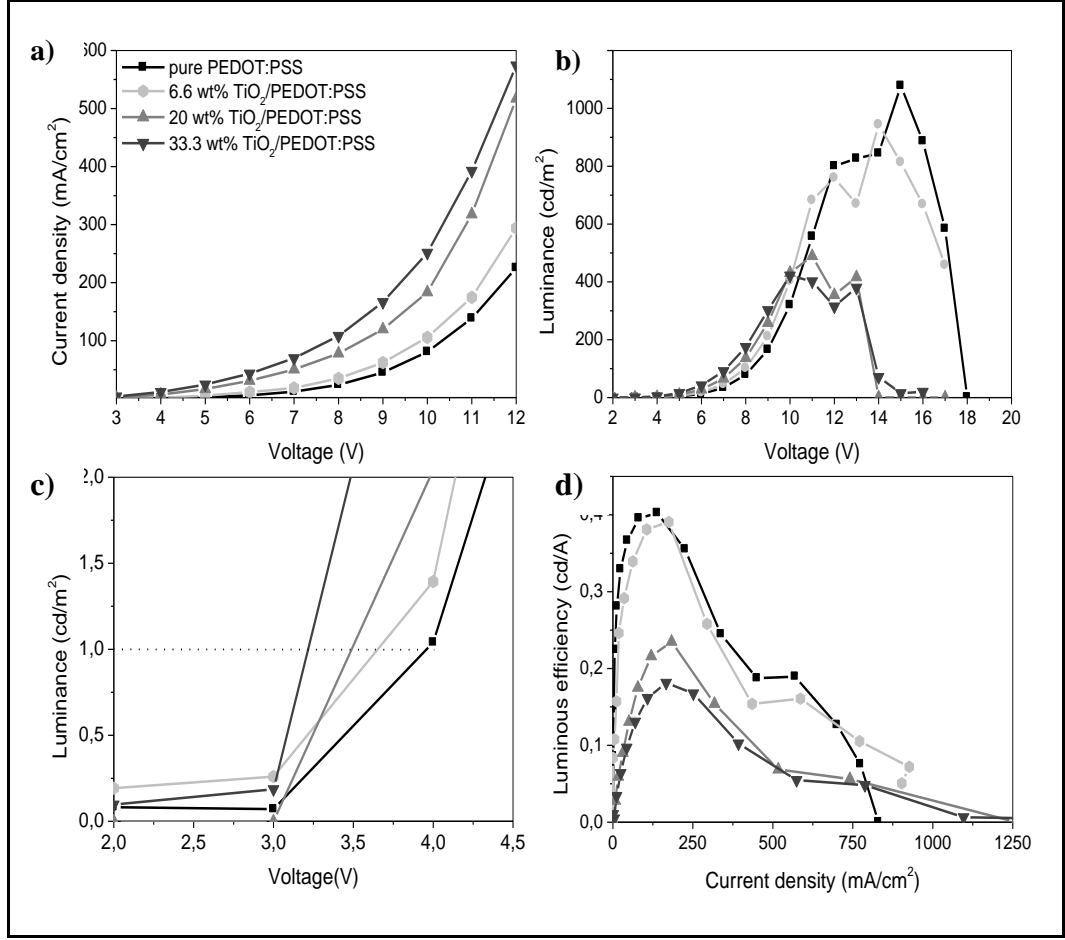 a)
600
500
400
300
200
100
Current density (mA/cm²)
pure PEDOT:PSS
6.6 wt% TiO₂/PEDOT:PSS
20 wt% TiO₂/PEDOT:PSS
33.3 wt% TiO₂/PEDOT:PSS
3 4 5 6 7 8 9 10 11 12
Voltage (V)
b)
1000
800
600
400
200
0
Luminance (cd/m²)
2 4 6 8 10 12 14 16 18 20
Voltage (V)
c)
2,0
1,5
1,0
0,5
0,0
Luminance (cd/m²)
2,0 2,5 3,0 3,5 4,0 4,5
Voltage(V)
d)
0,4
0,3
0,2
0,1
0,0
Luminous efficiency (cd/A)
0 250 500 750 1000 1250
Current density (mA/cm²)